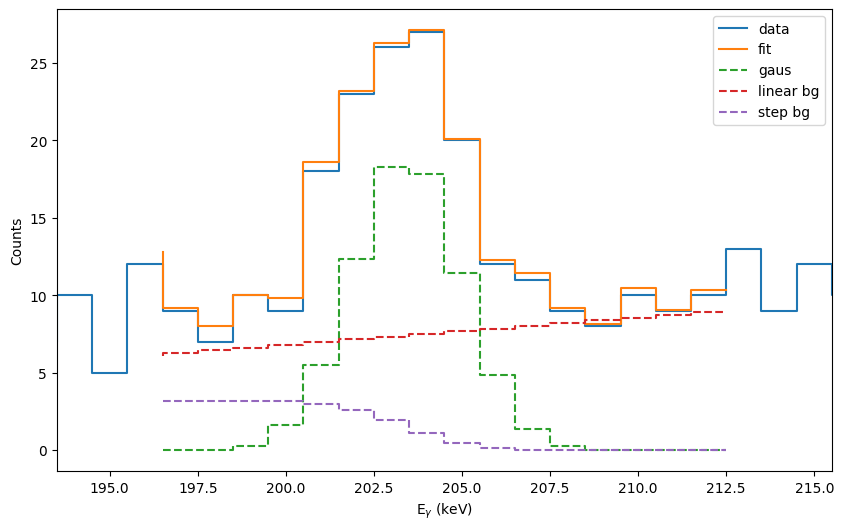 data
fit
gaus
linear bg
step bg
25
20
15
10
5
0
Counts
195.0 197.5 200.0 202.5 205.0 207.5 210.0 212.5 215.0
Eγ (keV)